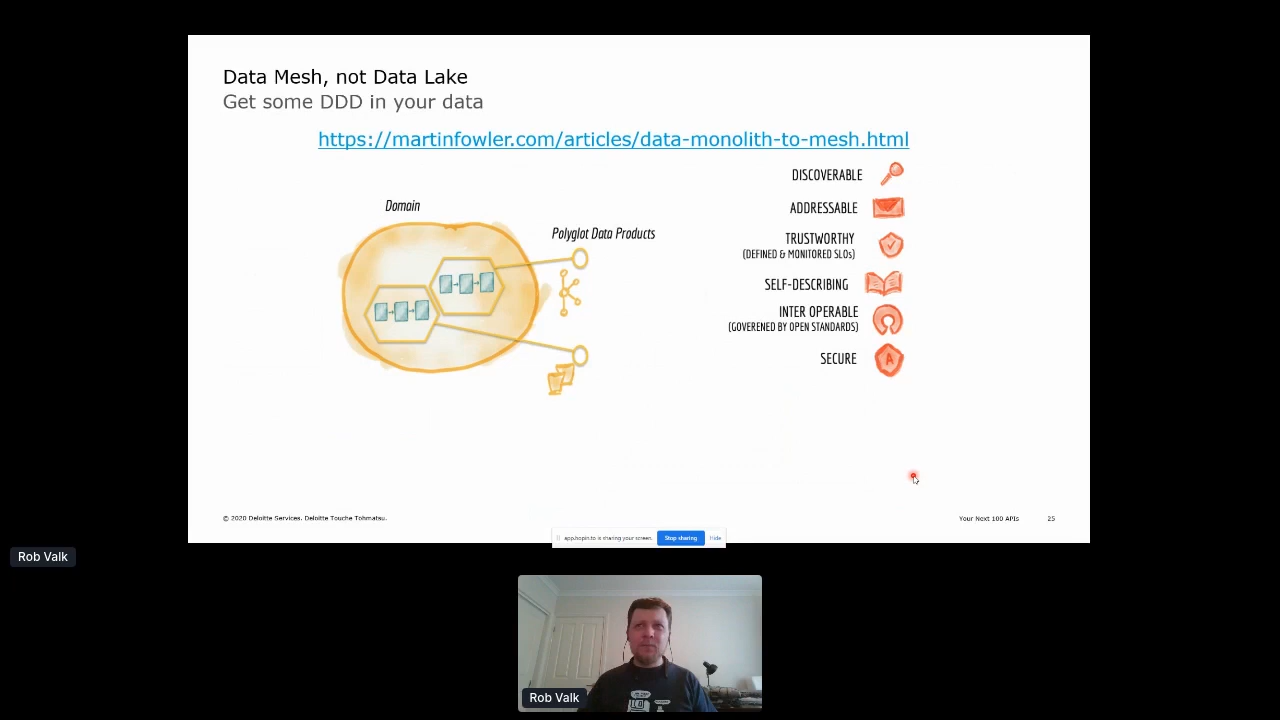 Data Mesh, not Data Lake
Get some DDD in your data
https://martinfowler.com/articles/data-monolith-to-mesh.html
Domain
Polyglot Data Products
DISCOVERABLE
ADDRESSABLE
TRUSTWORTHY
(DEFINED & MONITORED SLOs)
SELF-DESCRIBING
INTER OPERABLE
(GOVERENED BY OPEN STANDARDS)
SECURE
A
© 2020 Deloitte Services. Deloitte Touche Tohmatsu.
Your Next 100 APIs 25
app.hopin.to is sharing your screen. Stop sharing Hide
Rob Valk
Rob Valk